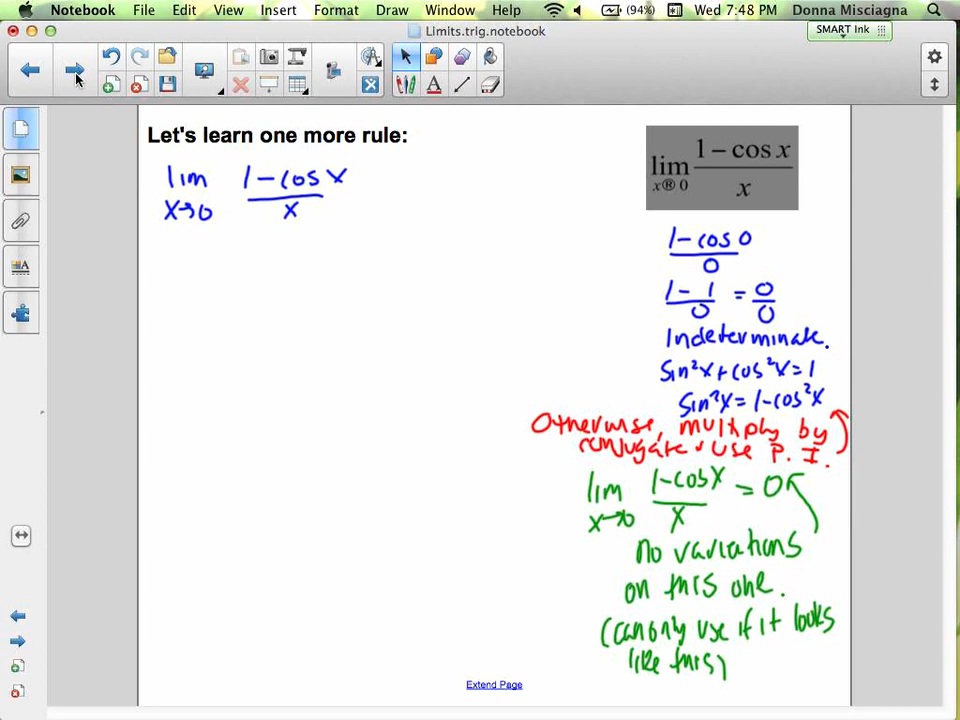 Notebook File Edit View Insert Format Draw Window Help (94%) Wed 7:48 PM Donna Misciagna
Limits.trig.notebook
SMART Ink
Let's learn one more rule:
lim 1-cos x
x→0 x
lim 1 − cos x
x® 0 x
1-cos 0
0
1-1 = 0
0 0
Indeterminate.
sin²x+cos²x=1
sin²x=1-cos²x
Otherwise, multiply by
conjugate & use P. I.
lim 1-cosx = 0
x→0 x
no variations
on this one.
(can only use if it looks
like this)
Extend Page